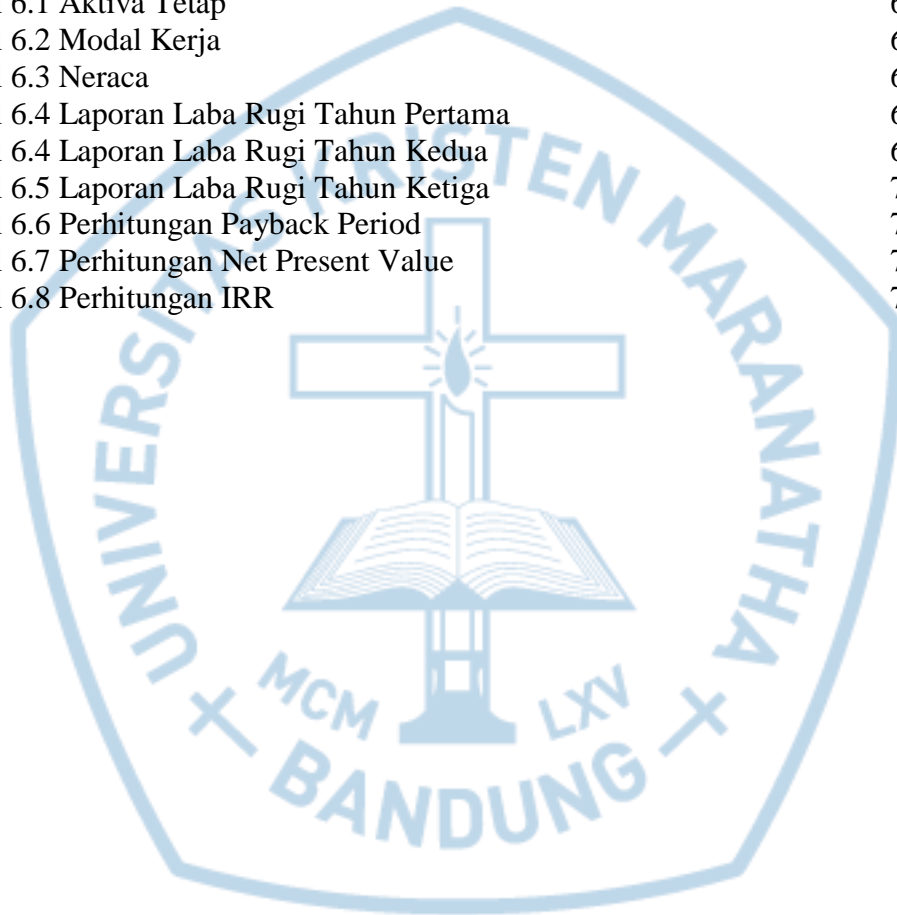 6.1 Aktiva Tetap 6
6.2 Modal Kerja 6
6.3 Neraca 6
6.4 Laporan Laba Rugi Tahun Pertama 6
6.4 Laporan Laba Rugi Tahun Kedua 6
6.5 Laporan Laba Rugi Tahun Ketiga 7
6.6 Perhitungan Payback Period 7
6.7 Perhitungan Net Present Value 7
6.8 Perhitungan IRR 7
UNIVERSITAS KRISTEN MARANATHA
MCM LXV
BANDUNG